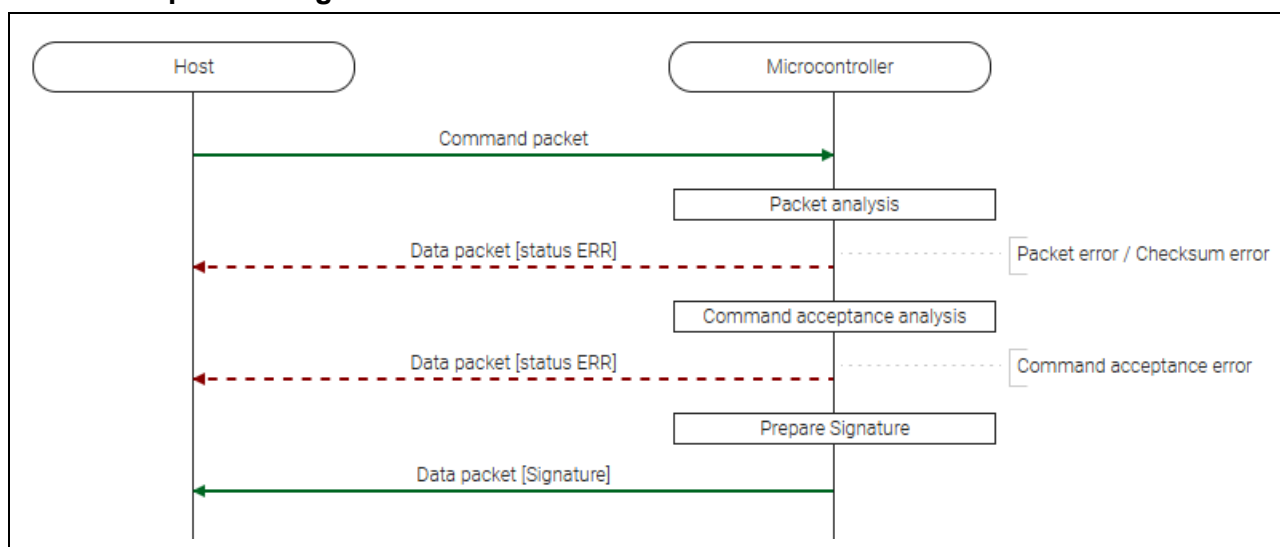 Host
Microcontroller
Command packet
Packet analysis
Data packet [status ERR]
Packet error / Checksum error
Command acceptance analysis
Data packet [status ERR]
Command acceptance error
Prepare Signature
Data packet [Signature]